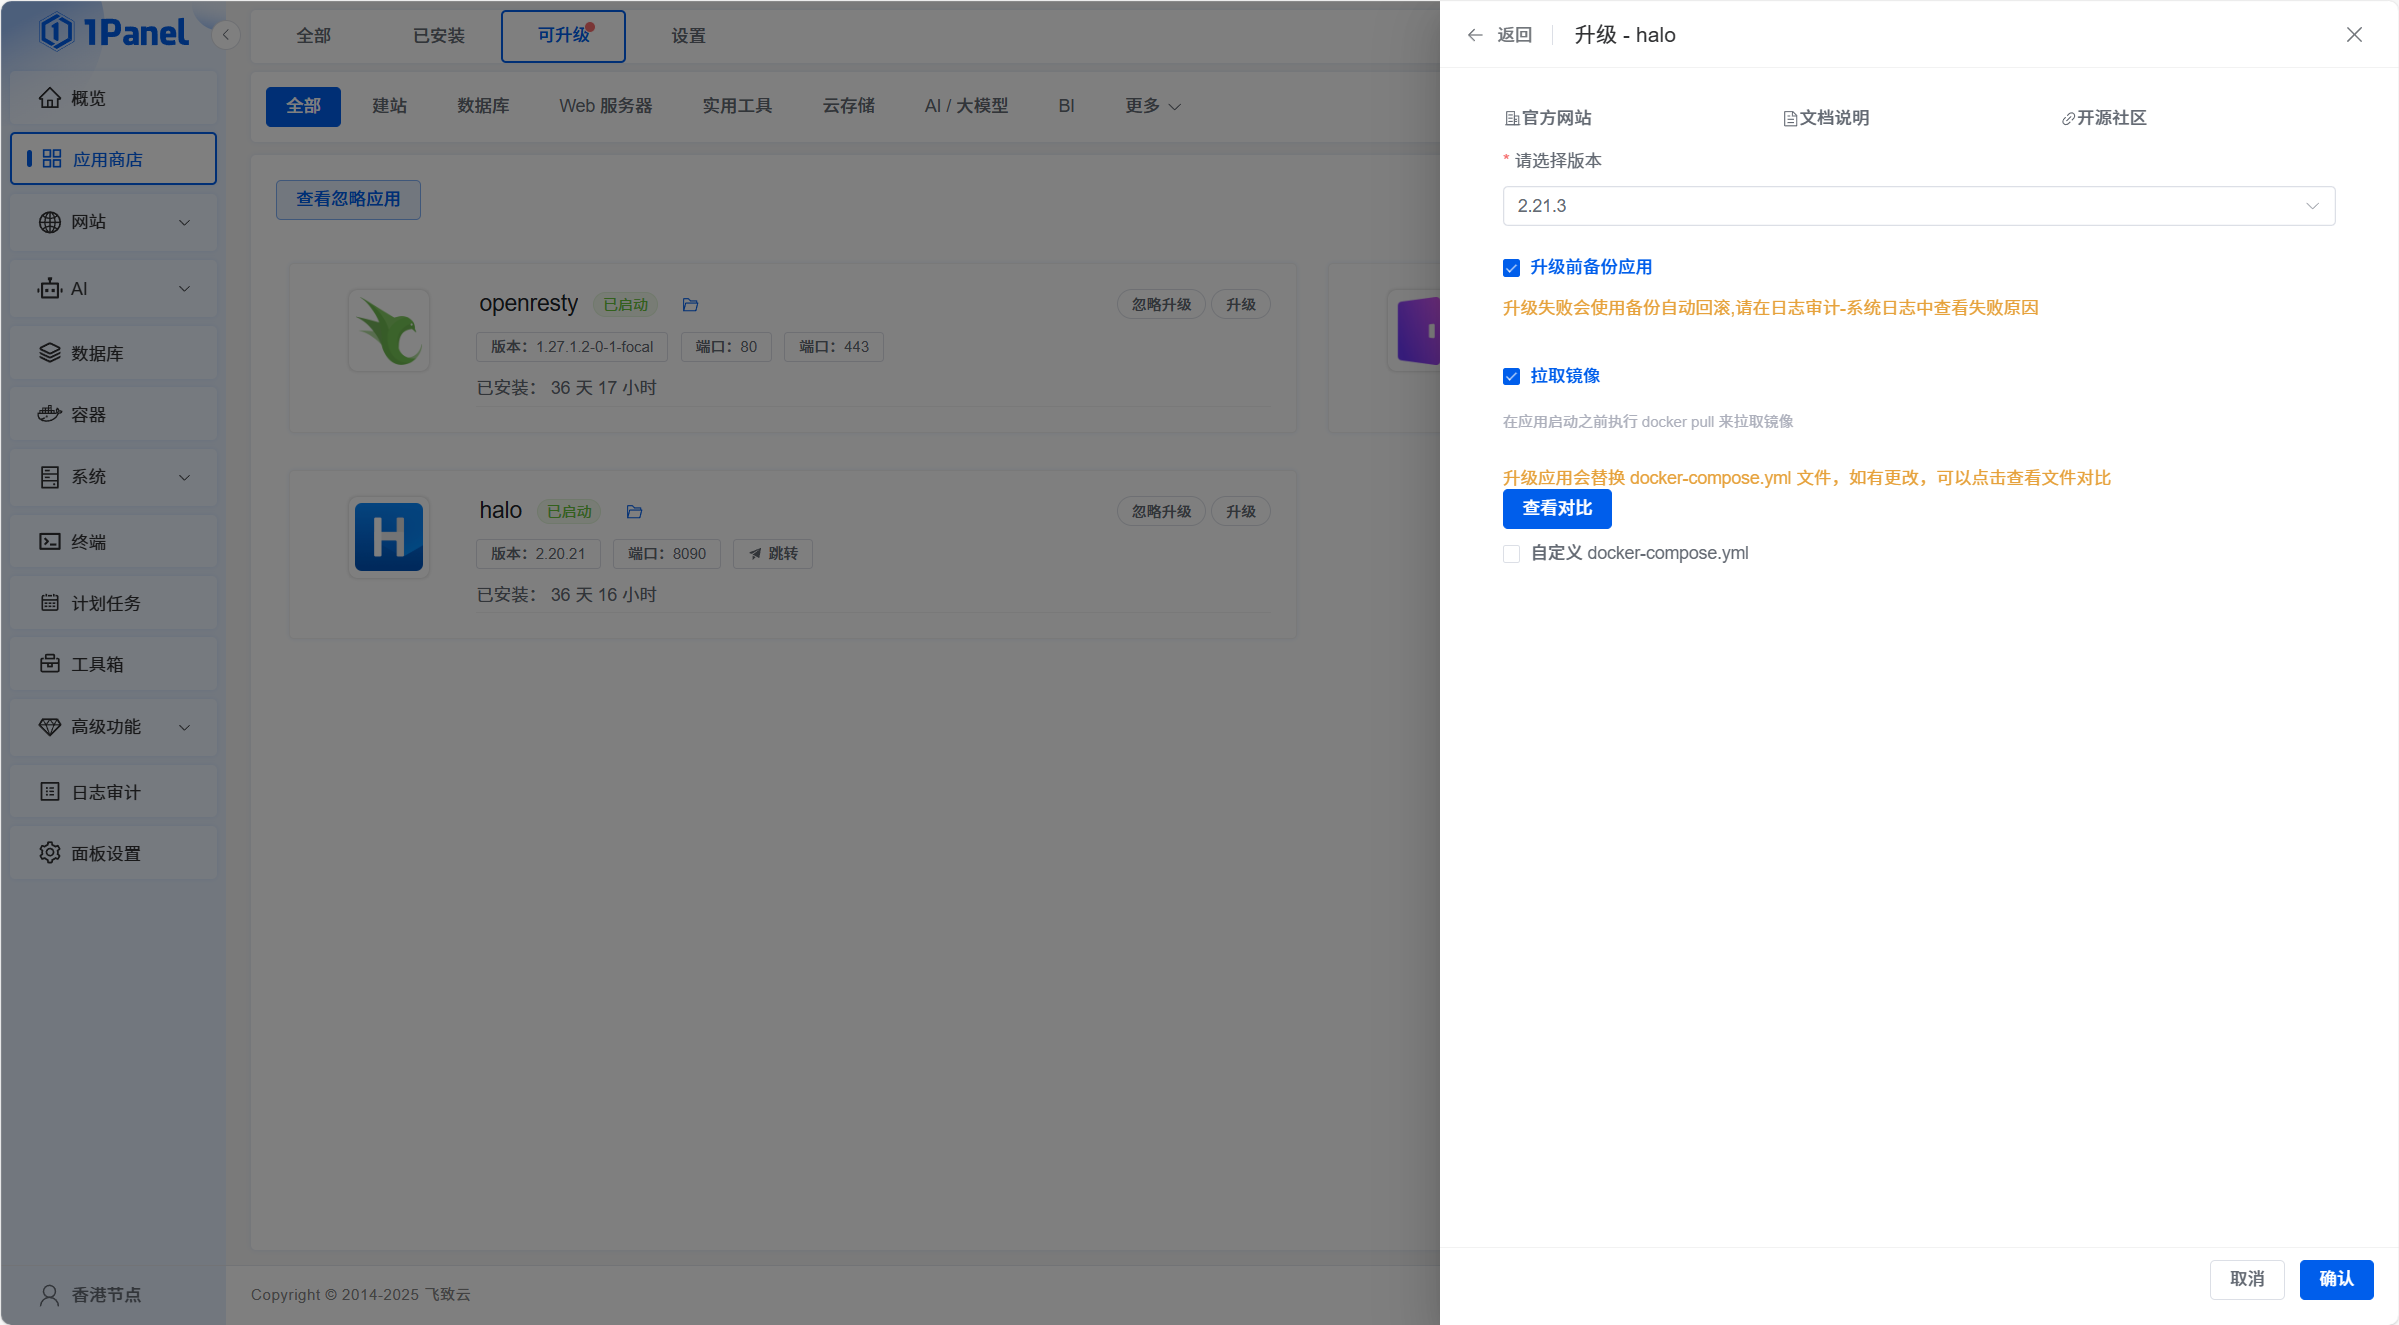 1Panel
概览
应用商店
网站
AI
数据库
容器
系统
终端
计划任务
工具箱
高级功能
日志审计
面板设置
香港节点
全部 已安装 可升级 设置
全部 建站 数据库 Web 服务器 实用工具 云存储 AI / 大模型 BI 更多
查看忽略应用
openresty 已启动 忽略升级 升级
版本：1.27.1.2-0-1-focal 端口：80 端口：443
已安装： 36 天 17 小时
halo 已启动 忽略升级 升级
版本：2.20.21 端口：8090 跳转
已安装： 36 天 16 小时
Copyright © 2014-2025 飞致云
返回 升级 - halo
官方网站 文档说明 开源社区
* 请选择版本
2.21.3
升级前备份应用
升级失败会使用备份自动回滚,请在日志审计-系统日志中查看失败原因
拉取镜像
在应用启动之前执行 docker pull 来拉取镜像
升级应用会替换 docker-compose.yml 文件，如有更改，可以点击查看文件对比
查看对比
自定义 docker-compose.yml
取消 确认